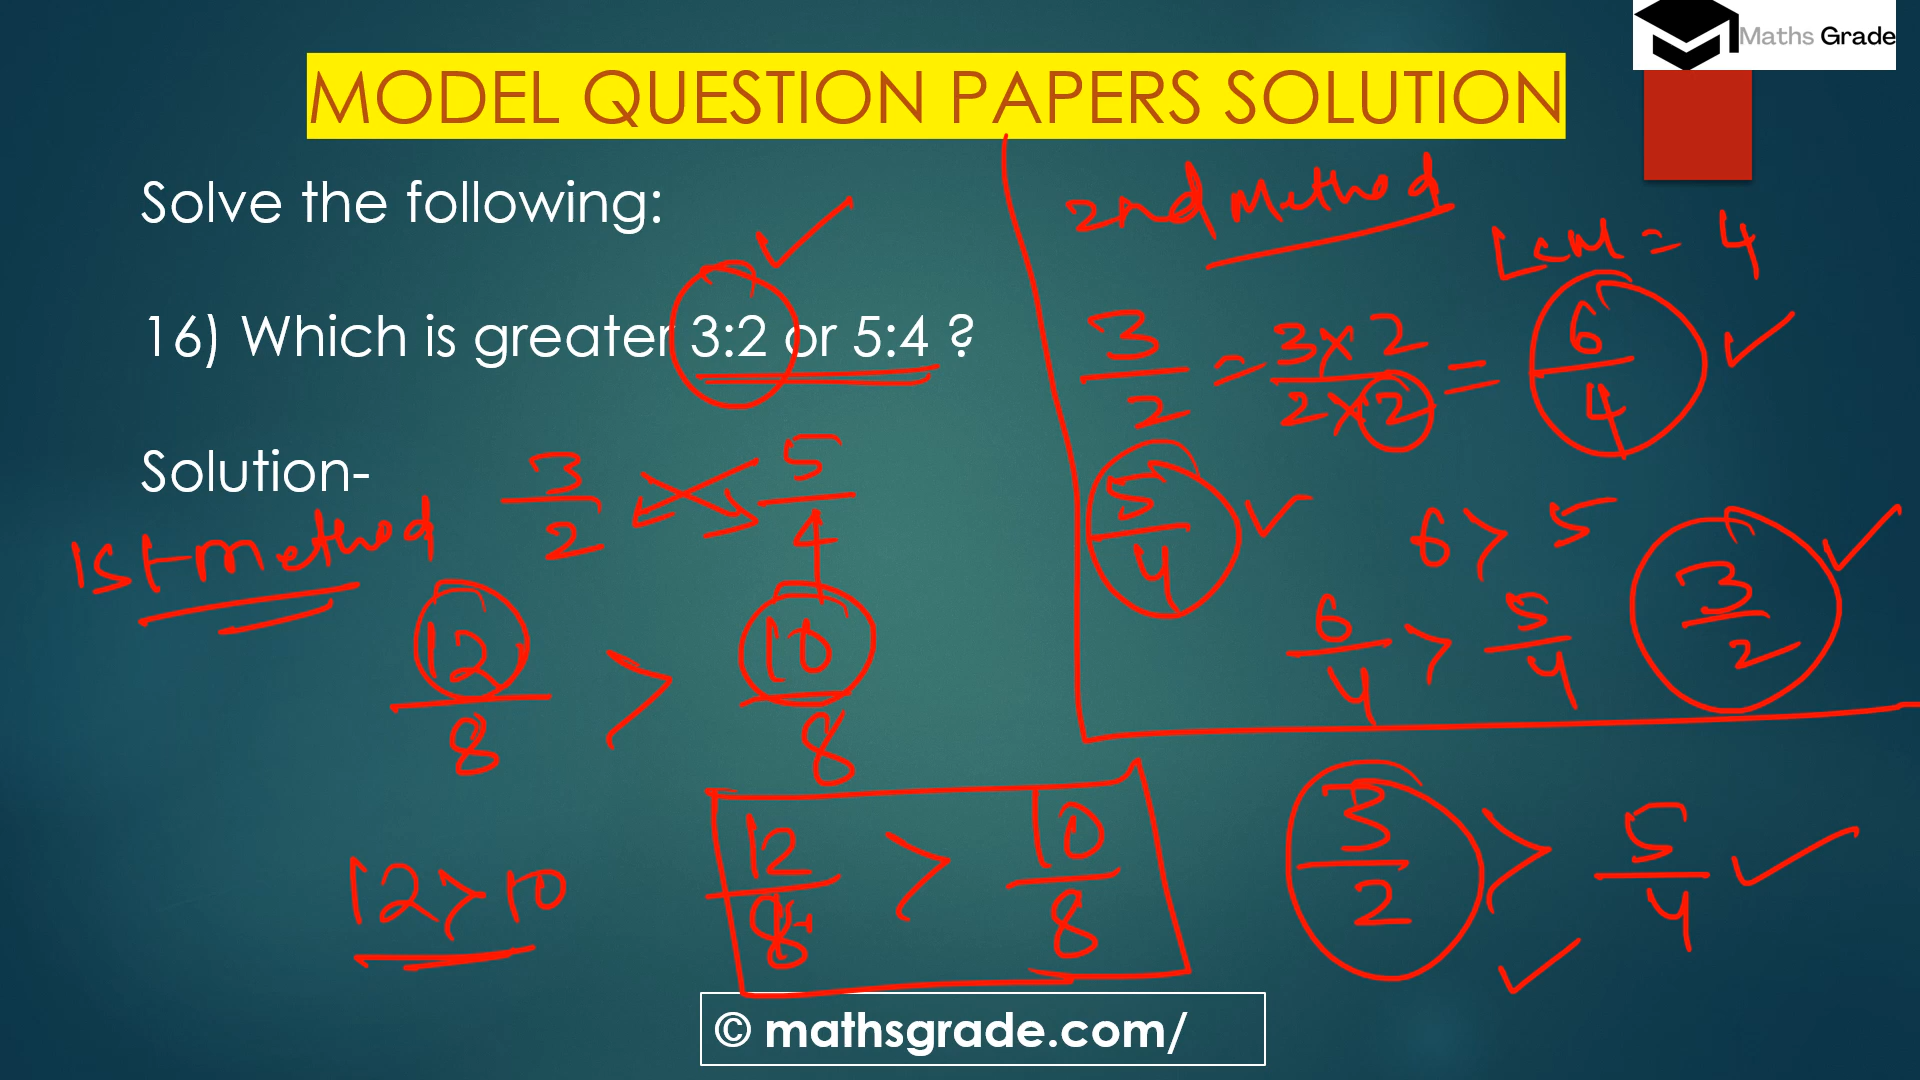 Maths Grade
MODEL QUESTION PAPERS SOLUTION
Solve the following:
16) Which is greater 3:2 or 5:4 ?
Solution-
1st method
3/2 5/4
12/8 > 10/8
12 > 10
12/8 > 10/8
3/2 > 5/4
2nd Method
LCM = 4
3/2 = 3×2/2×2 = 6/4
5/4
6 > 5
6/4 > 5/4
3/2
© mathsgrade.com/